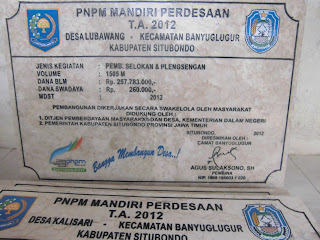 PNPM MANDIRI PERDESAAN
T.A. 2012
DESA LUBAWANG - KECAMATAN BANYUGLUGUR
KABUPATEN SITUBONDO
JENIS KEGIATAN : PEMB. SELOKAN & PLENGSENGAN
VOLUME : 1505 M
DANA BLM : Rp. 257.783.000,-
DANA SWADAYA : Rp. 260.000,-
MDST : 2012
PEMBANGUNAN DIKERJAKAN SECARA SWAKELOLA OLEH MASYARAKAT
DIDUKUNG OLEH :
1. DITJEN PEMBERDAYAAN MASYARAKAT DAN DESA, KEMENTERIAN DALAM NEGERI
2. PEMERINTAH KABUPATEN SITUBONDO PROVINSI JAWA TIMUR
SITUBONDO, 2012
DIRESMIKAN OLEH :
CAMAT BANYUGLUGUR
Bangga Membangun Desa..!
AGUS SUCAKSONO, SH
PEMBINA
PNPM MANDIRI PERDESAAN
T.A. 2012
DESA KALISARI - KECAMATAN BANYUGLUGUR
KABUPATEN SITUBONDO